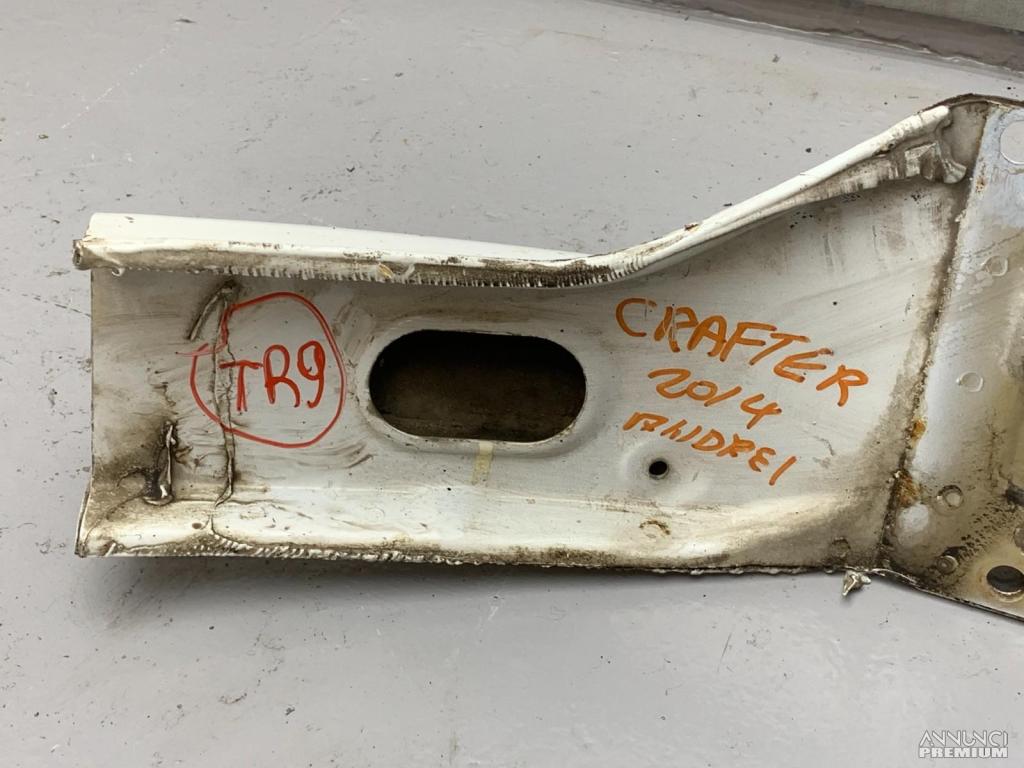 TR9
CRAFTER
2014
ANDREI
ANNUNCI
PREMIUM